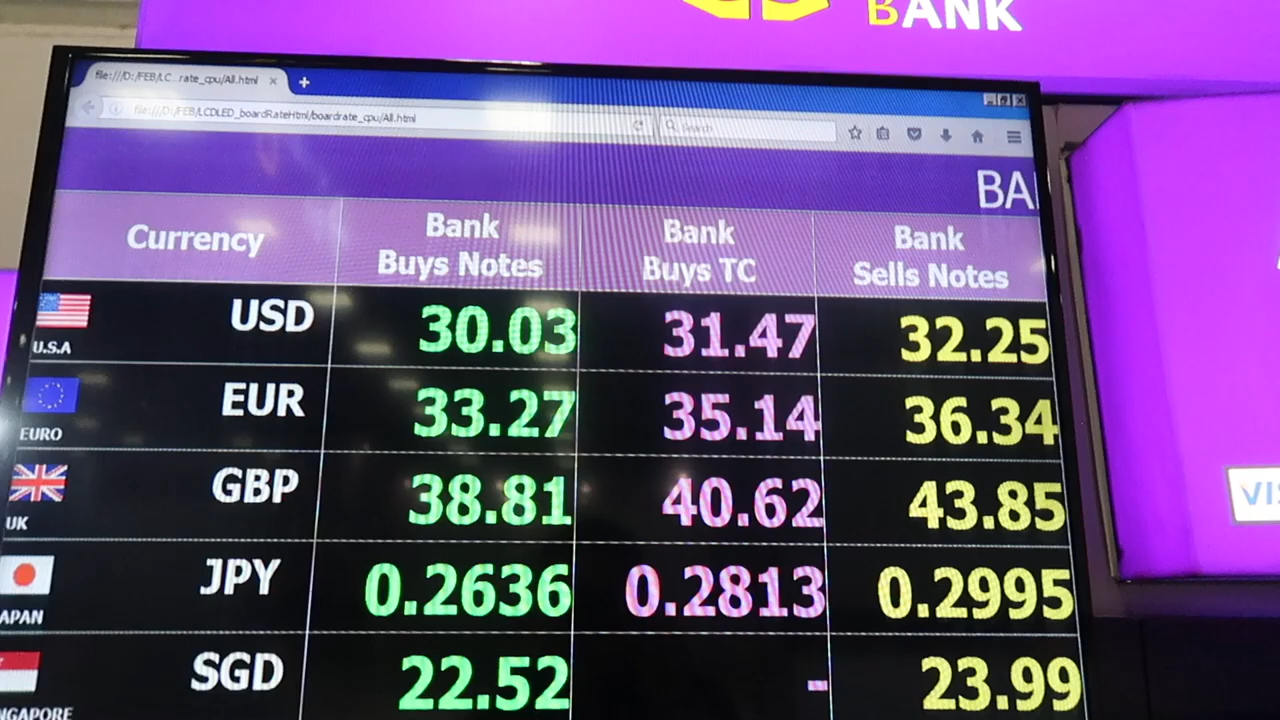 BANK
file:///D:/FEB/LC...rate_cpu/All.html × +
file:///D:/FEB/LCDLED_boardRateHtml/boardrate_cpu/All.html Search
BA
Currency Bank Buys Notes Bank Buys TC Bank Sells Notes
USD 30.03 31.47 32.25
U.S.A
EUR 33.27 35.14 36.34
EURO
GBP 38.81 40.62 43.85
UK
VIS
JPY 0.2636 0.2813 0.2995
APAN
SGD 22.52 - 23.99
NGAPORE